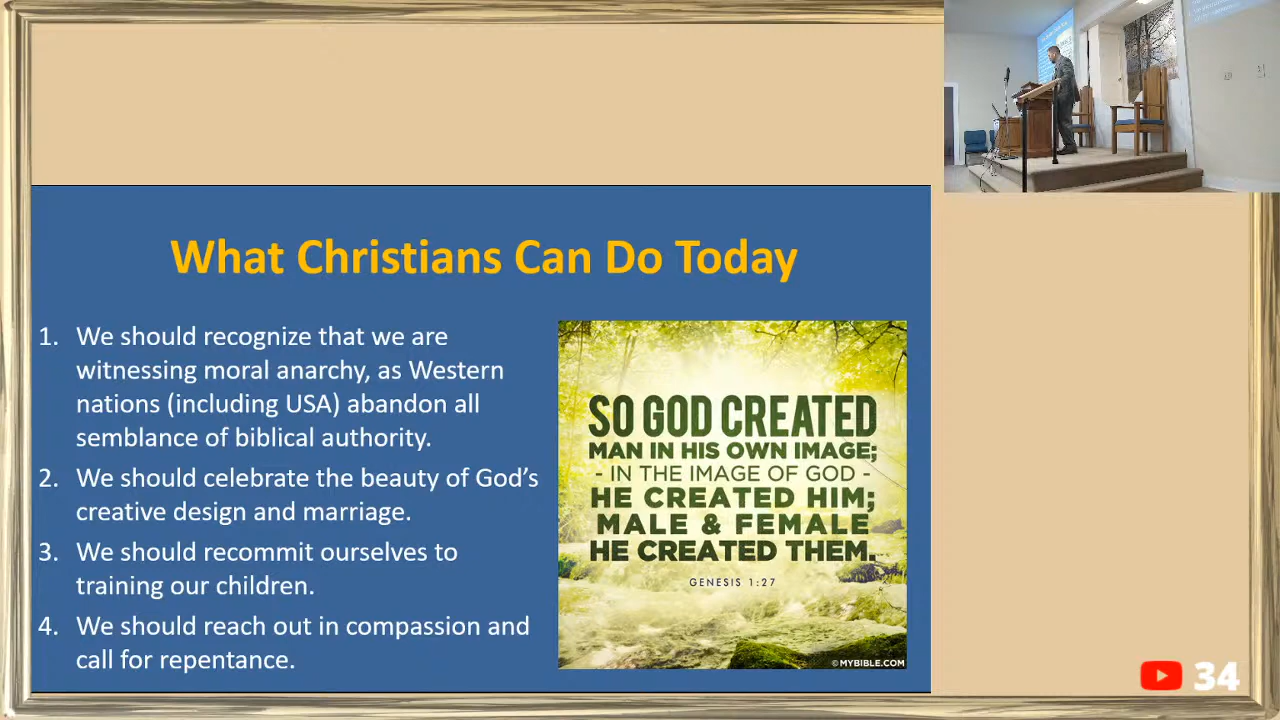 What Christians Can Do Today
1. We should recognize that we are
witnessing moral anarchy, as Western
nations (including USA) abandon all
semblance of biblical authority.
2. We should celebrate the beauty of God's
creative design and marriage.
3. We should recommit ourselves to
training our children.
4. We should reach out in compassion and
call for repentance.
SO GOD CREATED
MAN IN HIS OWN IMAGE;
- IN THE IMAGE OF GOD -
HE CREATED HIM;
MALE & FEMALE
HE CREATED THEM.
GENESIS 1:27
© MYBIBLE.COM
34